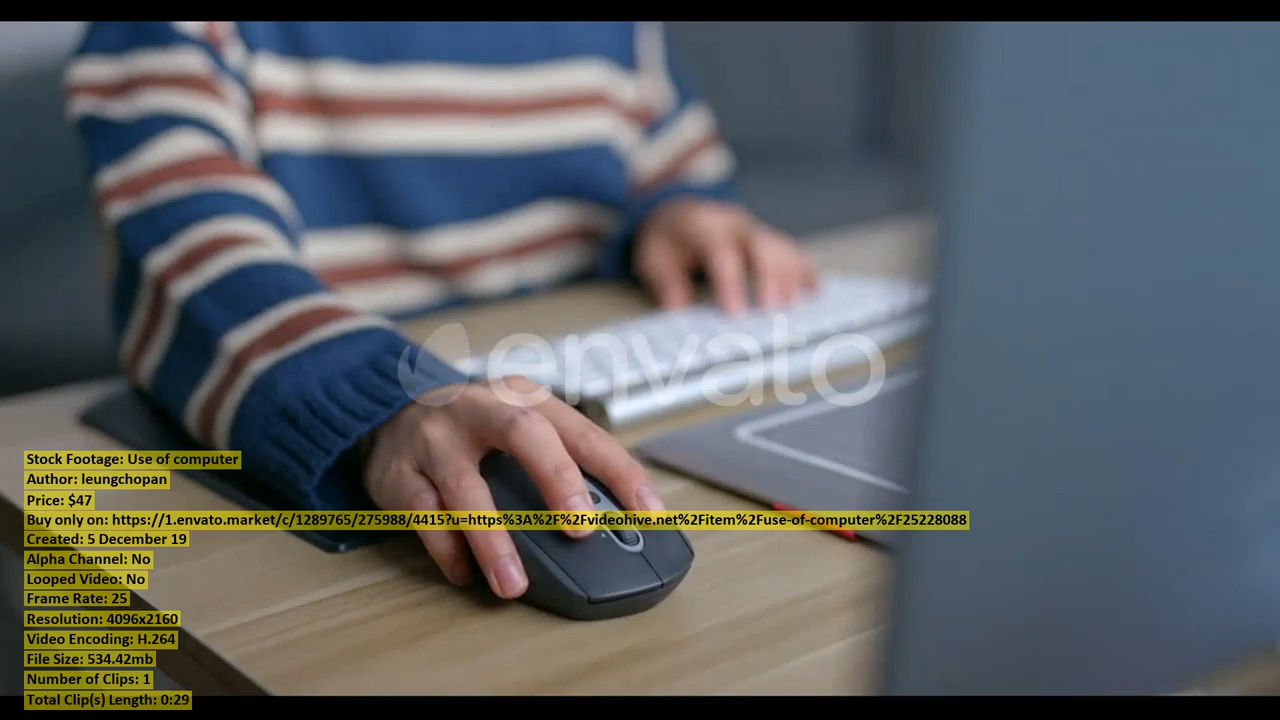 envato
Stock Footage: Use of computer
Author: leungchopan
Price: $47
Buy only on: https://1.envato.market/c/1289765/275988/4415?u=https%3A%2F%2Fvideohive.net%2Fitem%2Fuse-of-computer%2F25228088
Created: 5 December 19
Alpha Channel: No
Looped Video: No
Frame Rate: 25
Resolution: 4096x2160
Video Encoding: H.264
File Size: 534.42mb
Number of Clips: 1
Total Clip(s) Length: 0:29